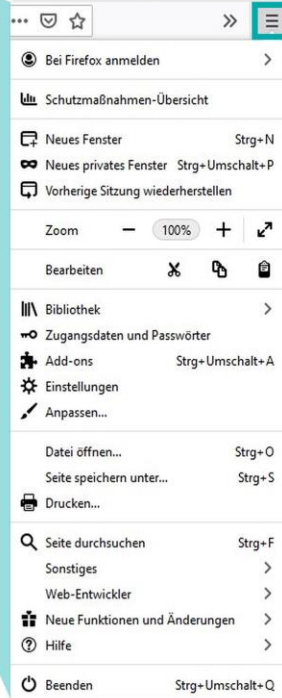 Bei Firefox anmelden
Schutzmaßnahmen-Übersicht
Neues Fenster Strg+N
Neues privates Fenster Strg+Umschalt+P
Vorherige Sitzung wiederherstellen
Zoom 100%
Bearbeiten
Bibliothek
Zugangsdaten und Passwörter
Add-ons Strg+Umschalt+A
Einstellungen
Anpassen...
Datei öffnen... Strg+O
Seite speichern unter... Strg+S
Drucken...
Seite durchsuchen Strg+F
Sonstiges
Web-Entwickler
Neue Funktionen und Änderungen
Hilfe
Beenden Strg+Umschalt+Q